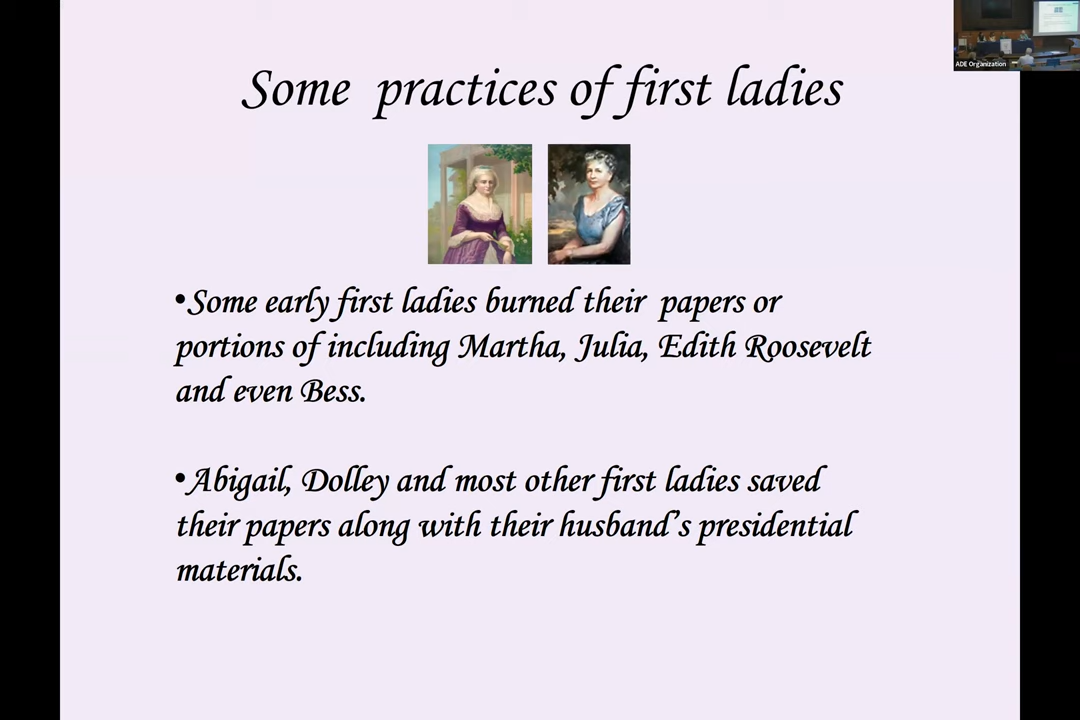 ADE Organization
Some practices of first ladies
•Some early first ladies burned their papers or
portions of including Martha, Julia, Edith Roosevelt
and even Bess.
•Abigail, Dolley and most other first ladies saved
their papers along with their husband's presidential
materials.